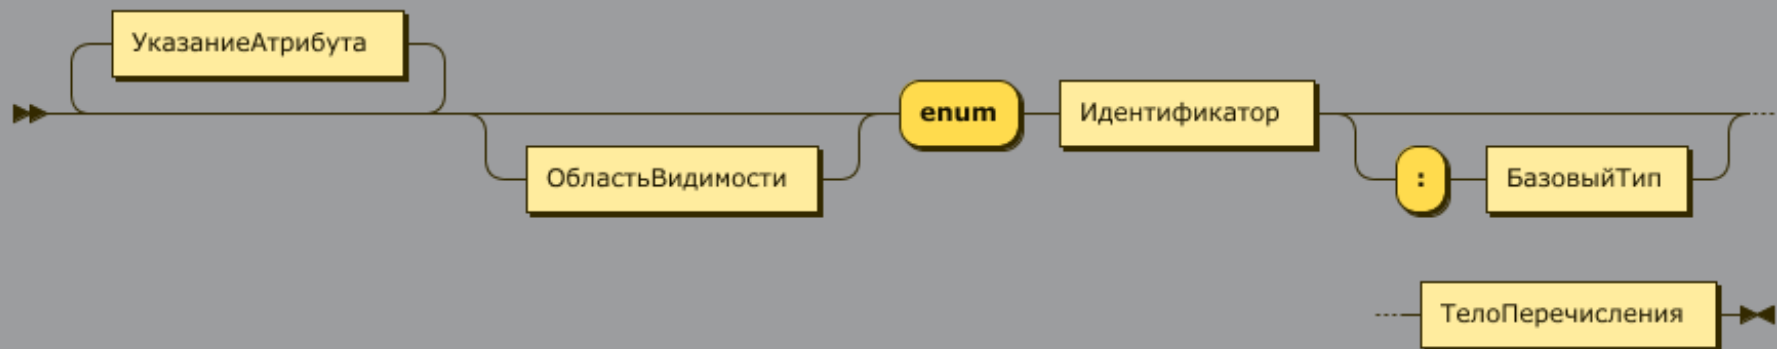 УказаниеАтрибута
enum Идентификатор
ОбластьВидимости : БазовыйТип
ТелоПеречисления